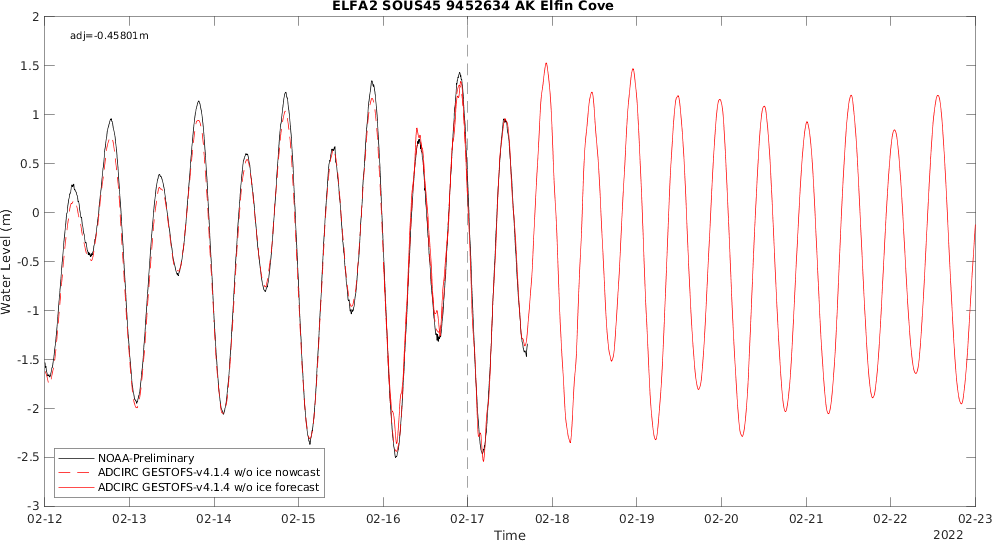 ELFA2 SOUS45 9452634 AK Elfin Cove
adj=-0.45801m
2
1.5
1
0.5
0
-0.5
-1
-1.5
-2
-2.5
-3
Water Level (m)
NOAA-Preliminary
ADCIRC GESTOFS-v4.1.4 w/o ice nowcast
ADCIRC GESTOFS-v4.1.4 w/o ice forecast
02-12 02-13 02-14 02-15 02-16 02-17 02-18 02-19 02-20 02-21 02-22 02-23
Time
2022